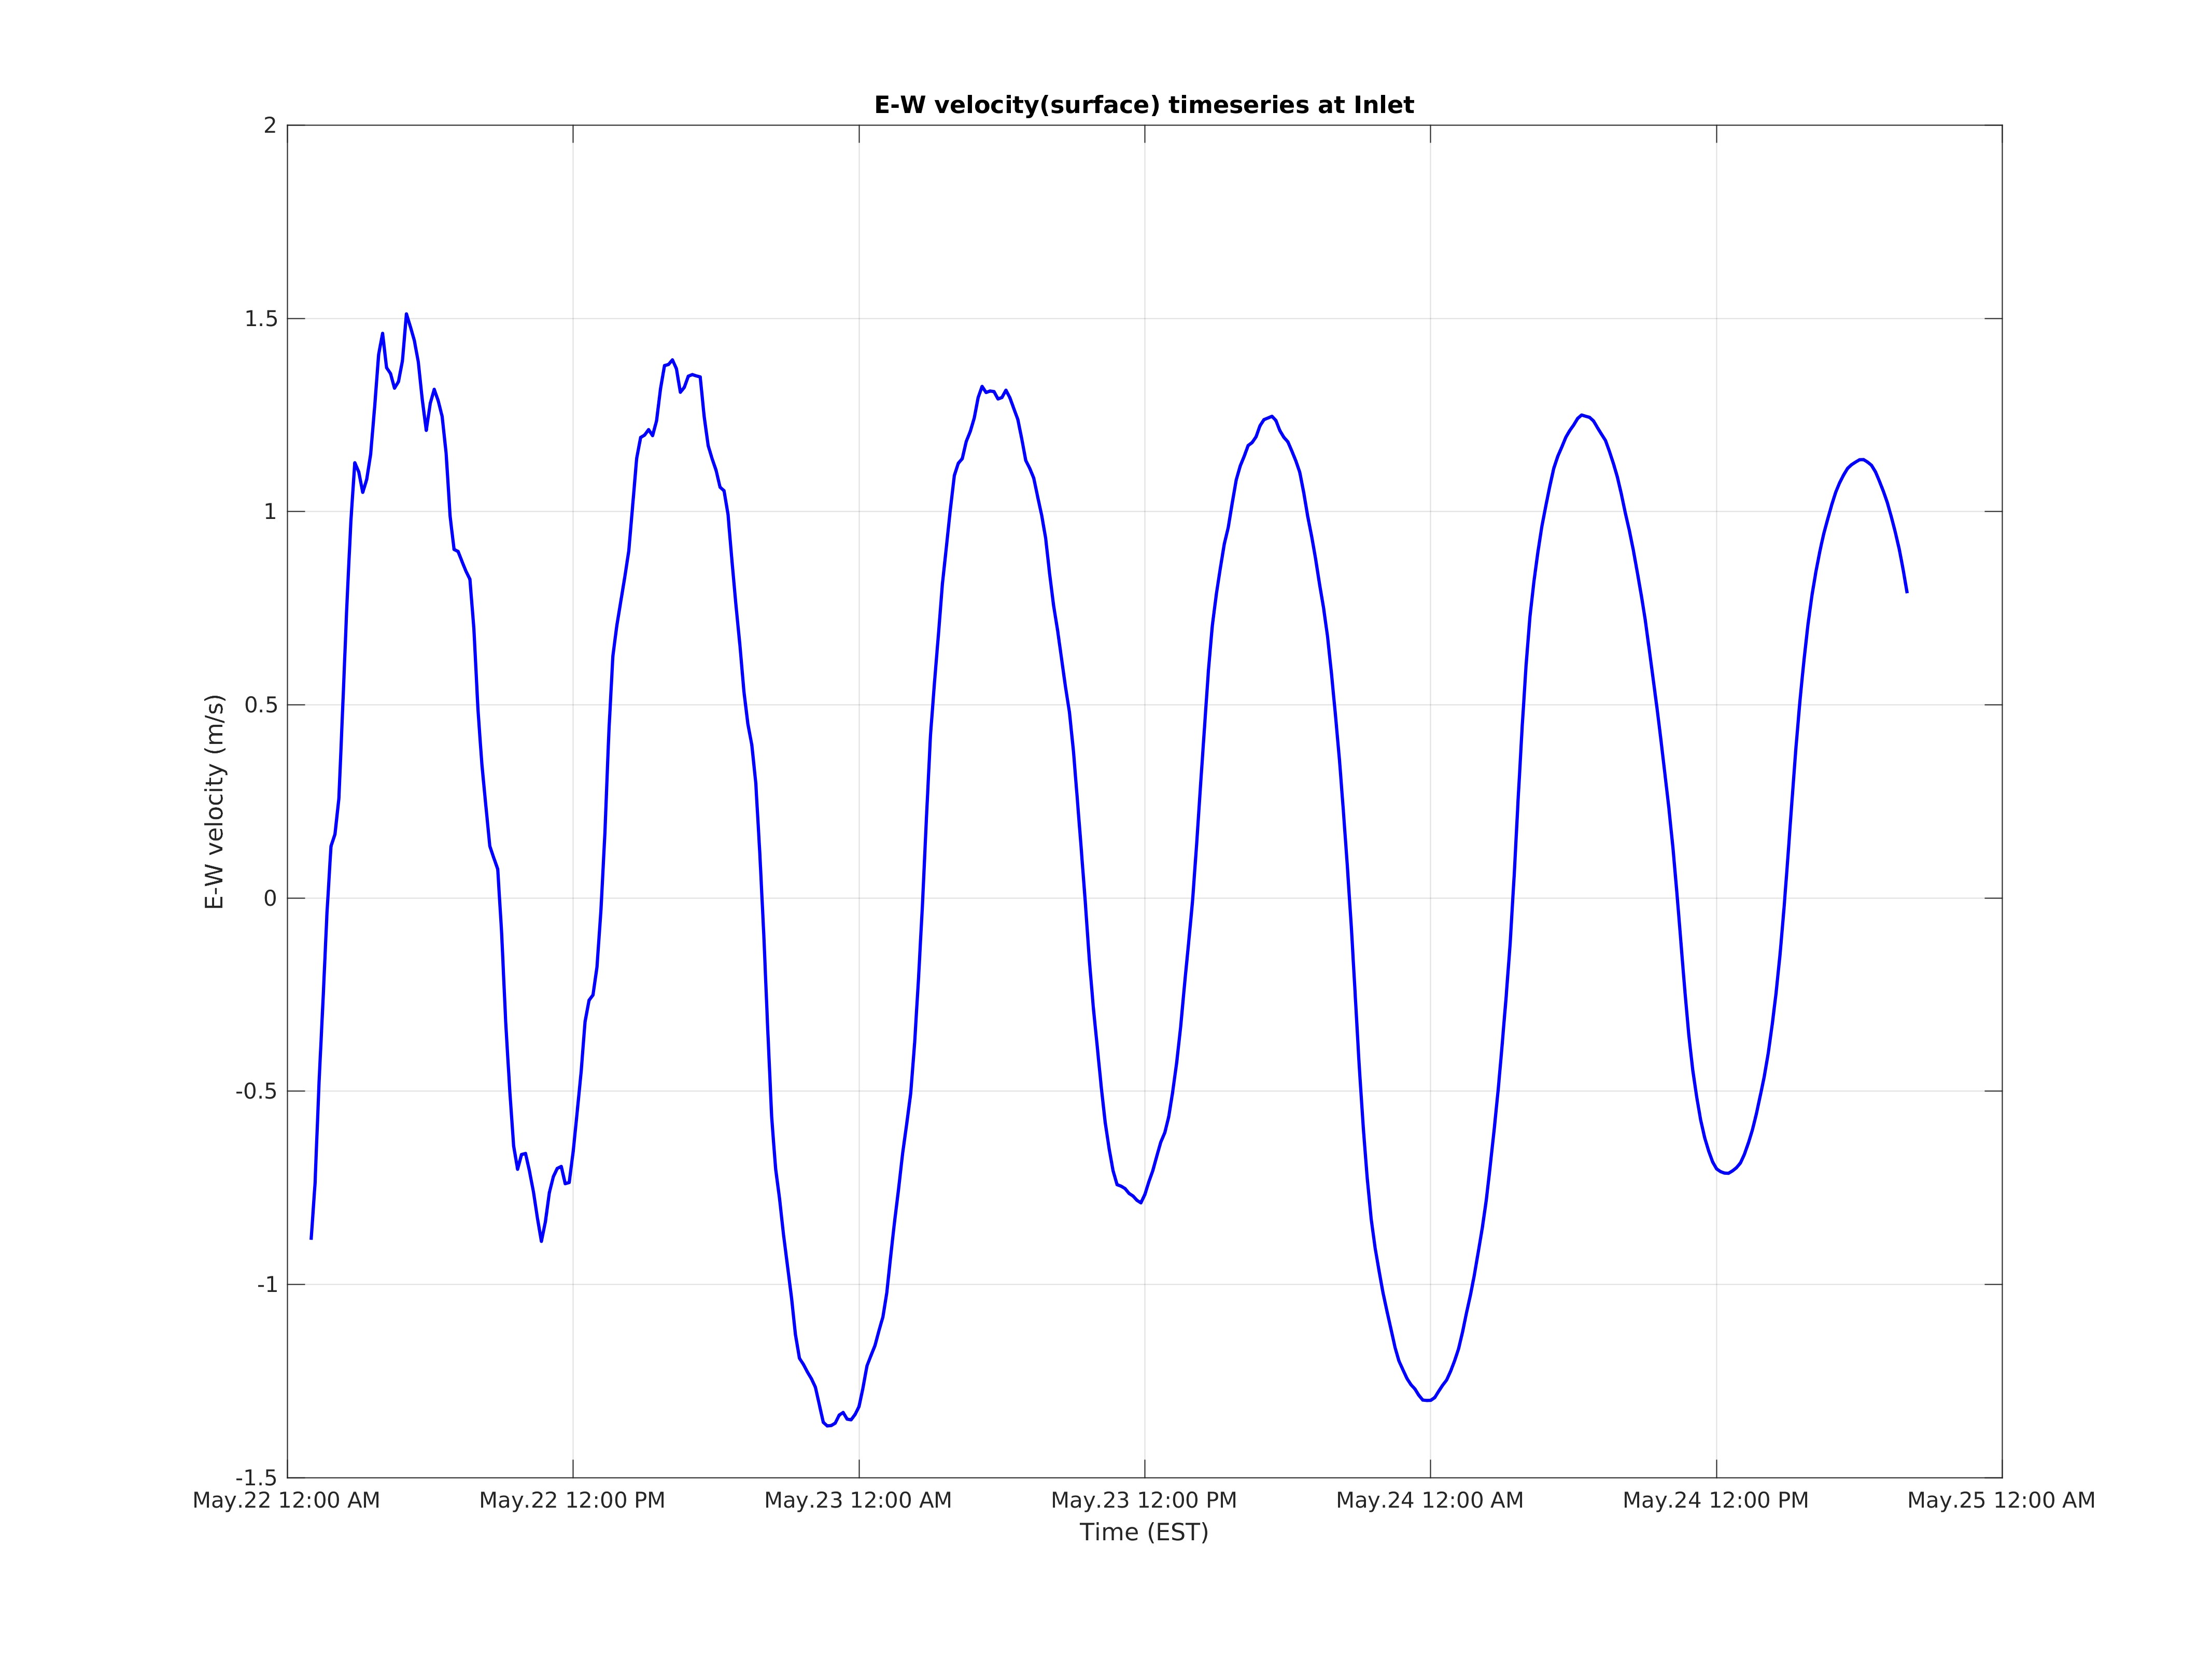 E-W velocity(surface) timeseries at Inlet
2
1.5
1
0.5
0
-0.5
-1
-1.5
E-W velocity (m/s)
May.22 12:00 AM May.22 12:00 PM May.23 12:00 AM May.23 12:00 PM May.24 12:00 AM May.24 12:00 PM May.25 12:00 AM
Time (EST)